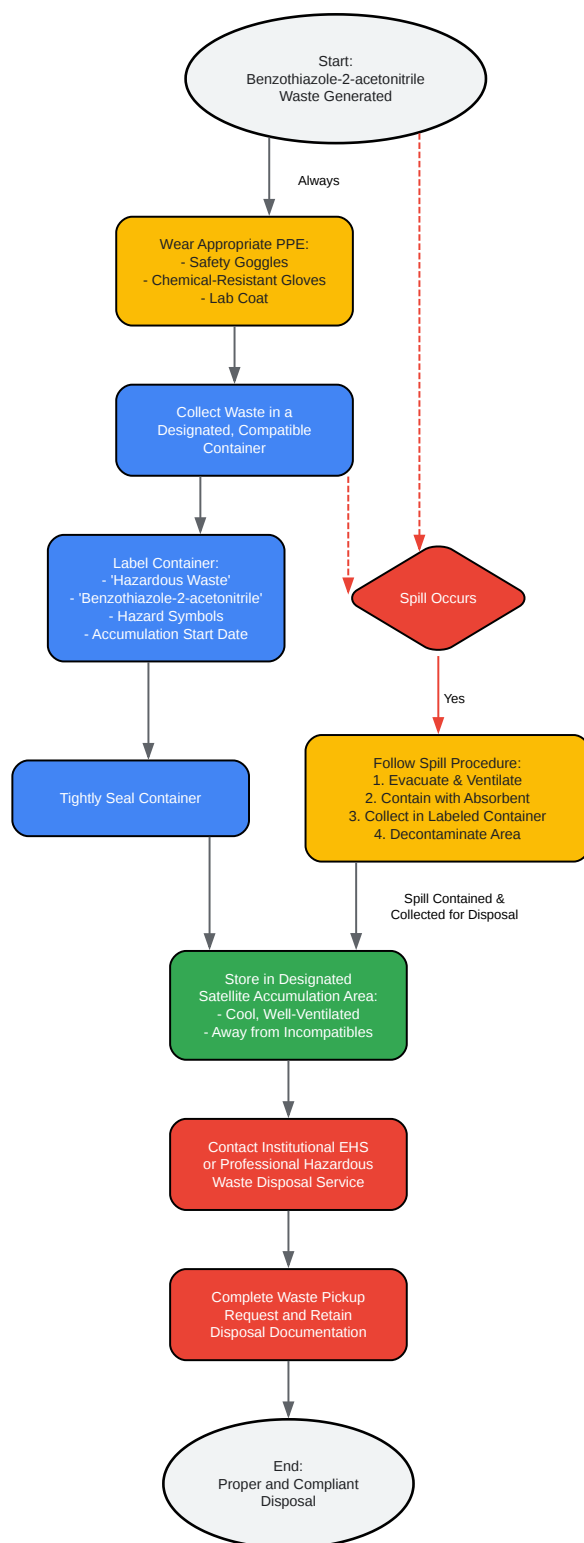 Start:
Benzothiazole-2-acetonitrile
Waste Generated
Always
Wear Appropriate PPE:
- Safety Goggles
- Chemical-Resistant Gloves
- Lab Coat
Collect Waste in a
Designated, Compatible
Container
Label Container:
- 'Hazardous Waste'
- 'Benzothiazole-2-acetonitrile'
- Hazard Symbols
- Accumulation Start Date
Spill Occurs
Yes
Tightly Seal Container
Follow Spill Procedure:
1. Evacuate & Ventilate
2. Contain with Absorbent
3. Collect in Labeled Container
4. Decontaminate Area
Spill Contained &
Collected for Disposal
Store in Designated
Satellite Accumulation Area:
- Cool, Well-Ventilated
- Away from Incompatibles
Contact Institutional EHS
or Professional Hazardous
Waste Disposal Service
Complete Waste Pickup
Request and Retain
Disposal Documentation
End:
Proper and Compliant
Disposal